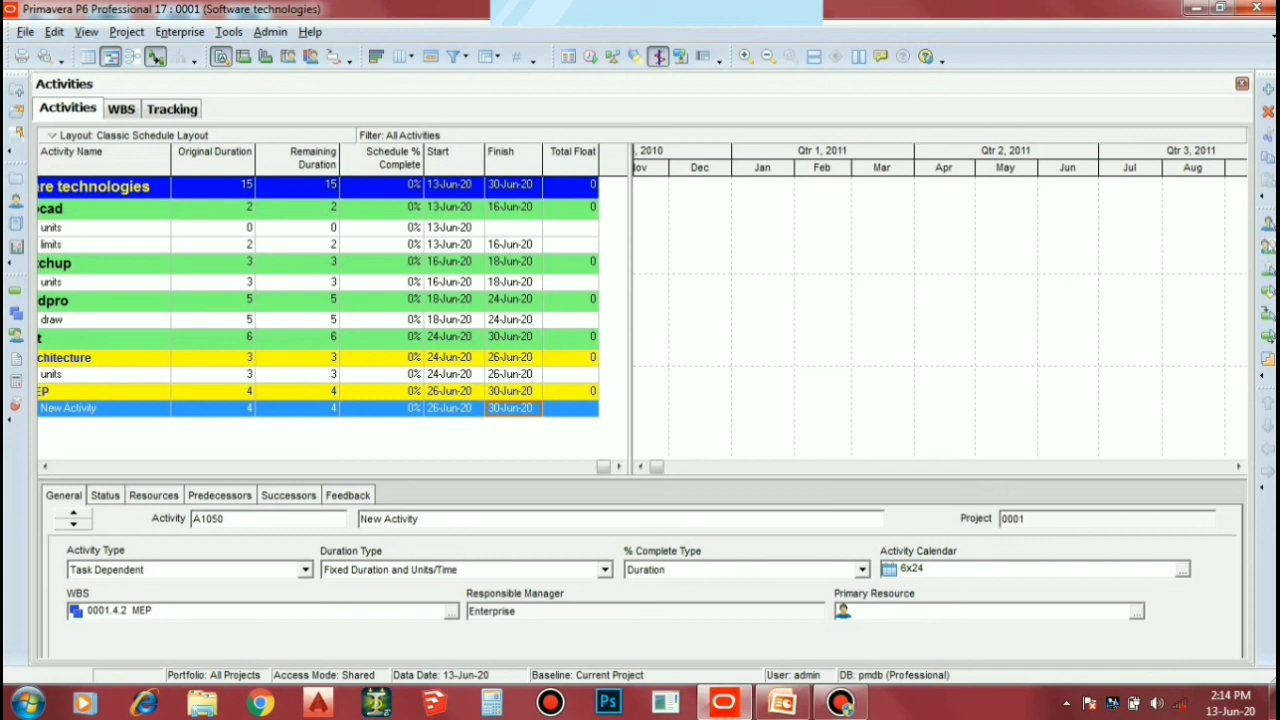 Primavera P6 Professional 17 : 0001 (Software technologies)
File Edit View Project Enterprise Tools Admin Help
Activities
Activities WBS Tracking
Layout: Classic Schedule Layout Filter: All Activities
Activity Name Original Duration Remaining Duration Schedule % Complete Start Finish Total Float
, 2010 Qtr 1, 2011 Qtr 2, 2011 Qtr 3, 2011
lov Dec Jan Feb Mar Apr May Jun Jul Aug
re technologies 15 15 0% 13-Jun-20 30-Jun-20 0
cad 2 2 0% 13-Jun-20 16-Jun-20 0
units 0 0 0% 13-Jun-20
limits 2 2 0% 13-Jun-20 16-Jun-20
tchup 3 3 0% 16-Jun-20 18-Jun-20 0
units 3 3 0% 16-Jun-20 18-Jun-20
dpro 5 5 0% 18-Jun-20 24-Jun-20 0
draw 5 5 0% 18-Jun-20 24-Jun-20
t 6 6 0% 24-Jun-20 30-Jun-20 0
chitecture 3 3 0% 24-Jun-20 26-Jun-20 0
units 3 3 0% 24-Jun-20 26-Jun-20
EP 4 4 0% 26-Jun-20 30-Jun-20 0
New Activity 4 4 0% 26-Jun-20 30-Jun-20
General Status Resources Predecessors Successors Feedback
Activity A1050 New Activity Project 0001
Activity Type Duration Type % Complete Type Activity Calendar
Task Dependent Fixed Duration and Units/Time Duration 6x24
WBS Responsible Manager Primary Resource
0001.4.2 MEP Enterprise
Portfolio: All Projects Access Mode: Shared Data Date: 13-Jun-20 Baseline: Current Project User: admin DB: pmdb (Professional)
Ps
2:14 PM
13-Jun-20